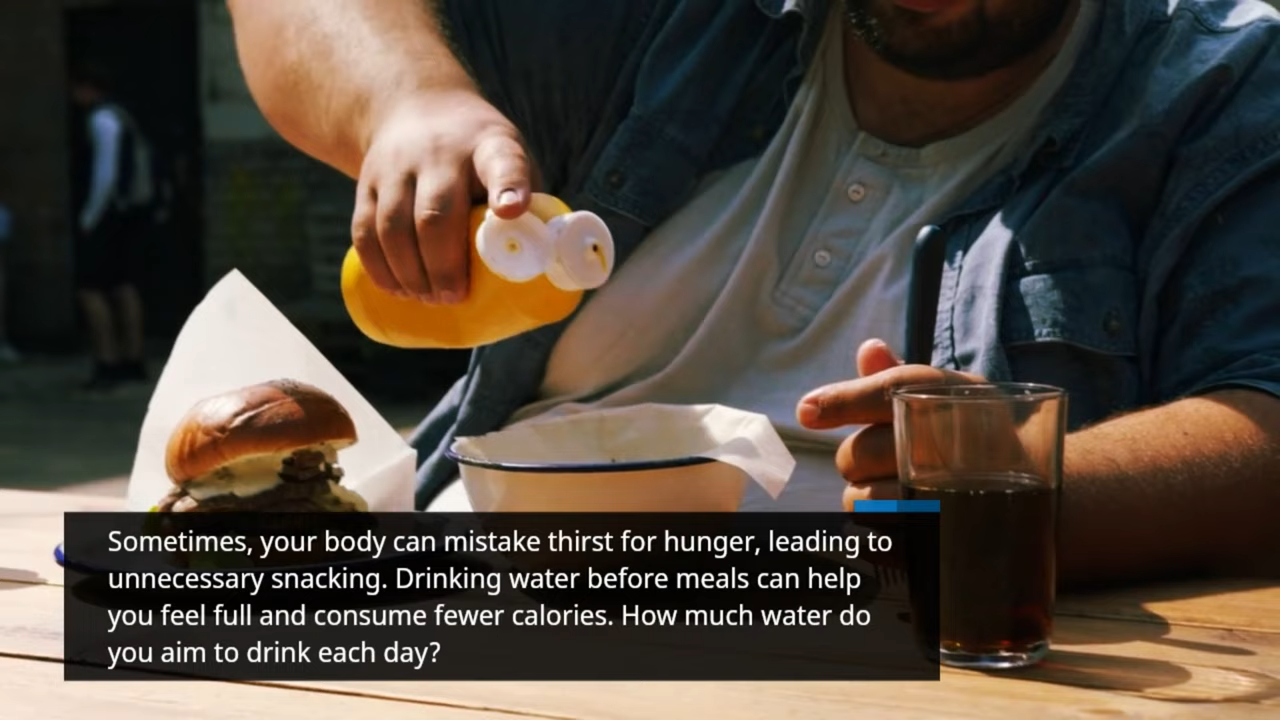 Sometimes, your body can mistake thirst for hunger, leading to
unnecessary snacking. Drinking water before meals can help
you feel full and consume fewer calories. How much water do
you aim to drink each day?